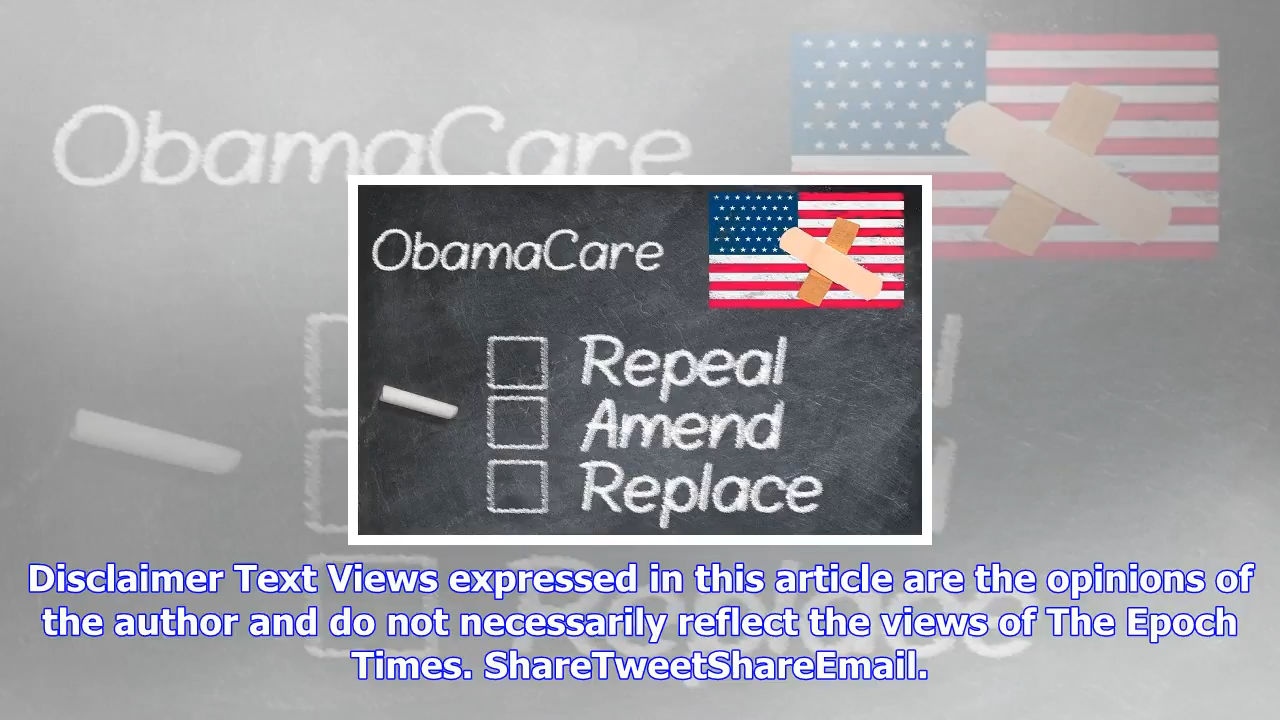 ObamaCare
ObamaCare
Repeal
Amend
Replace
Disclaimer Text Views expressed in this article are the opinions of
the author and do not necessarily reflect the views of The Epoch
Times. ShareTweetShareEmail.